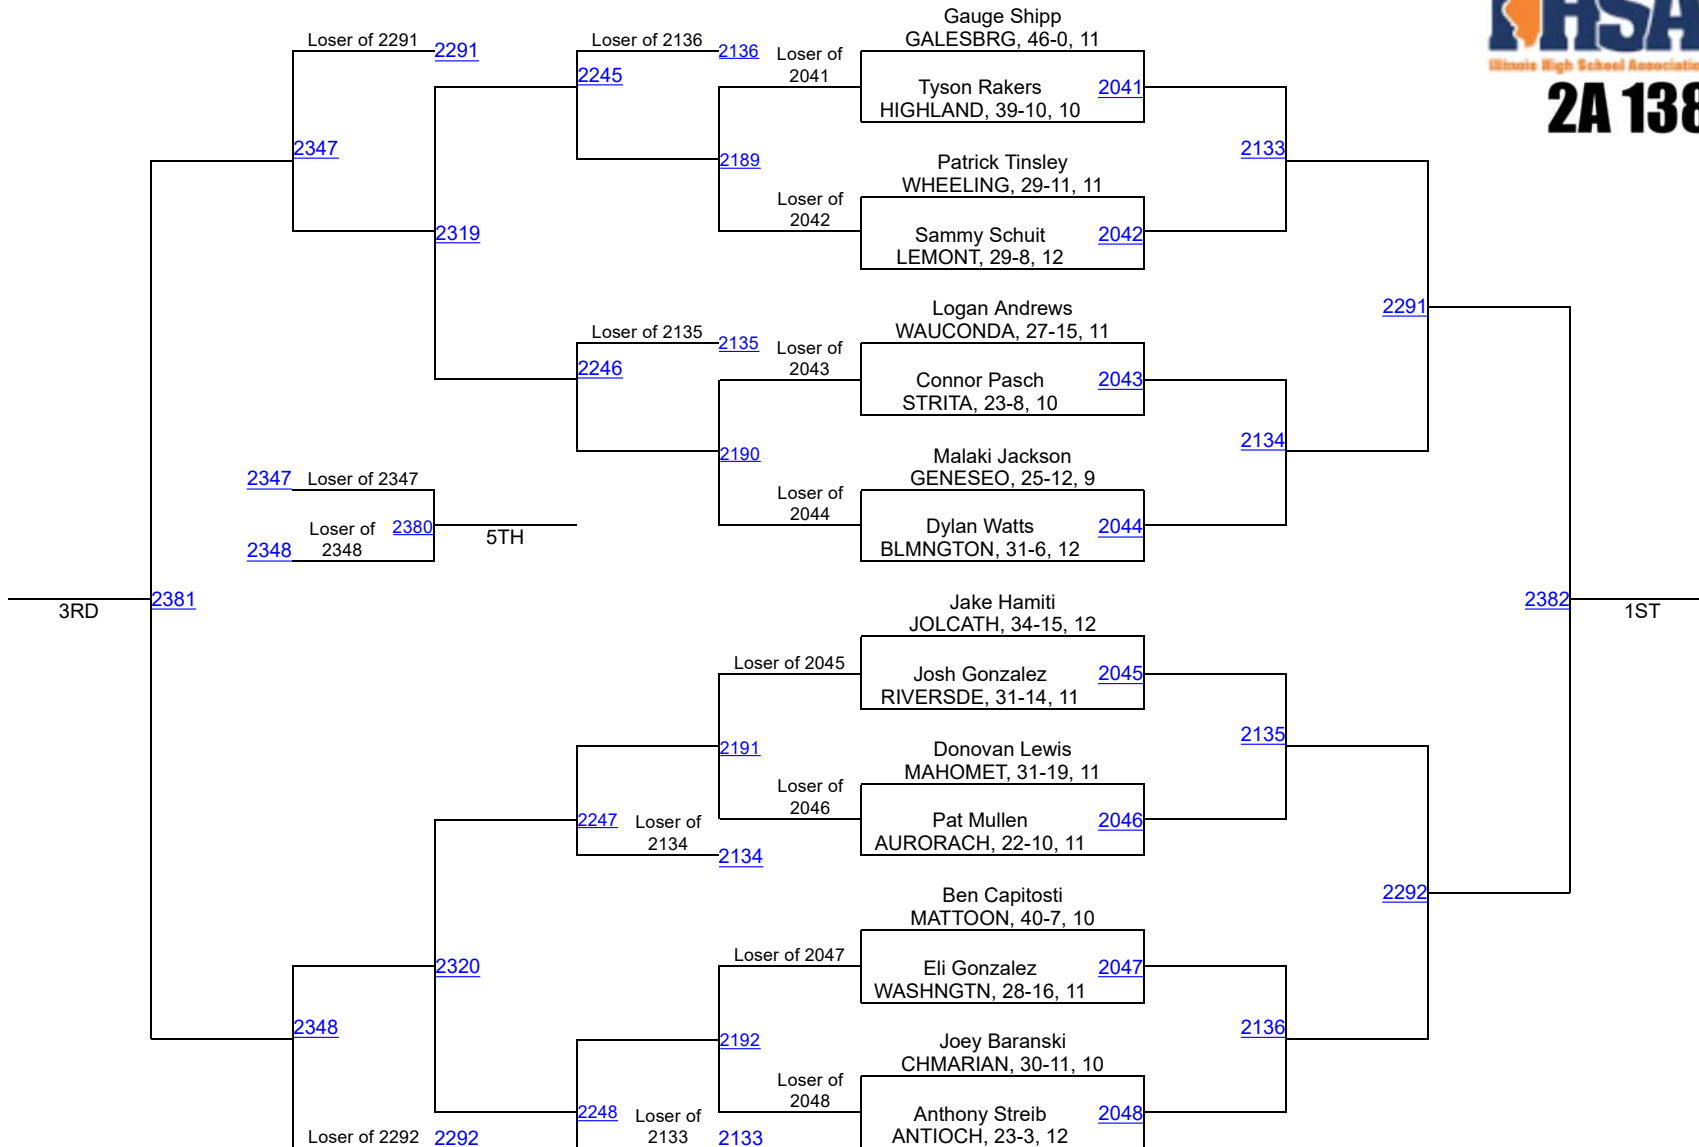 Gauge Shipp
Loser of 2291
2291
Loser of 2136
2136
Loser of
2041
GALESBRG, 46-0, 11
HSA
Illinois High School Associatio
2245
Tyson Rakers
2041
HIGHLAND, 39-10, 10
2A 138
2347
2189
Patrick Tinsley
WHEELING, 29-11, 11
2133
Loser of
2042
2319
Sammy Schuit
2042
LEMONT, 29-8, 12
Logan Andrews
WAUCONDA, 27-15, 11
2291
Loser of 2135
2135
Loser of
2043
2246
Connor Pasch
2043
STRITA, 23-8, 10
2190
Malaki Jackson
GENESEO, 25-12, 9
2134
2347
Loser of 2347
Loser of
2044
Loser of
2348
2380
5TH
2348
Dylan Watts
2044
BLMNGTON, 31-6, 12
3RD
2381
Jake Hamiti
JOLCATH, 34-15, 12
2382
1ST
Loser of 2045
Josh Gonzalez
2045
RIVERSDE, 31-14, 11
2191
Donovan Lewis
MAHOMET, 31-19, 11
2135
Loser of
2046
2247
Loser of
2134
2134
Pat Mullen
2046
AURORACH, 22-10, 11
Ben Capitosti
MATTOON, 40-7, 10
2292
Loser of 2047
2320
Eli Gonzalez
2047
WASHNGTN, 28-16, 11
2348
2192
Joey Baranski
CHMARIAN, 30-11, 10
2136
Loser of
2048
2248
Loser of
2133
2133
Anthony Streib
2048
ANTIOCH, 23-3, 12
Loser of 2292
2292